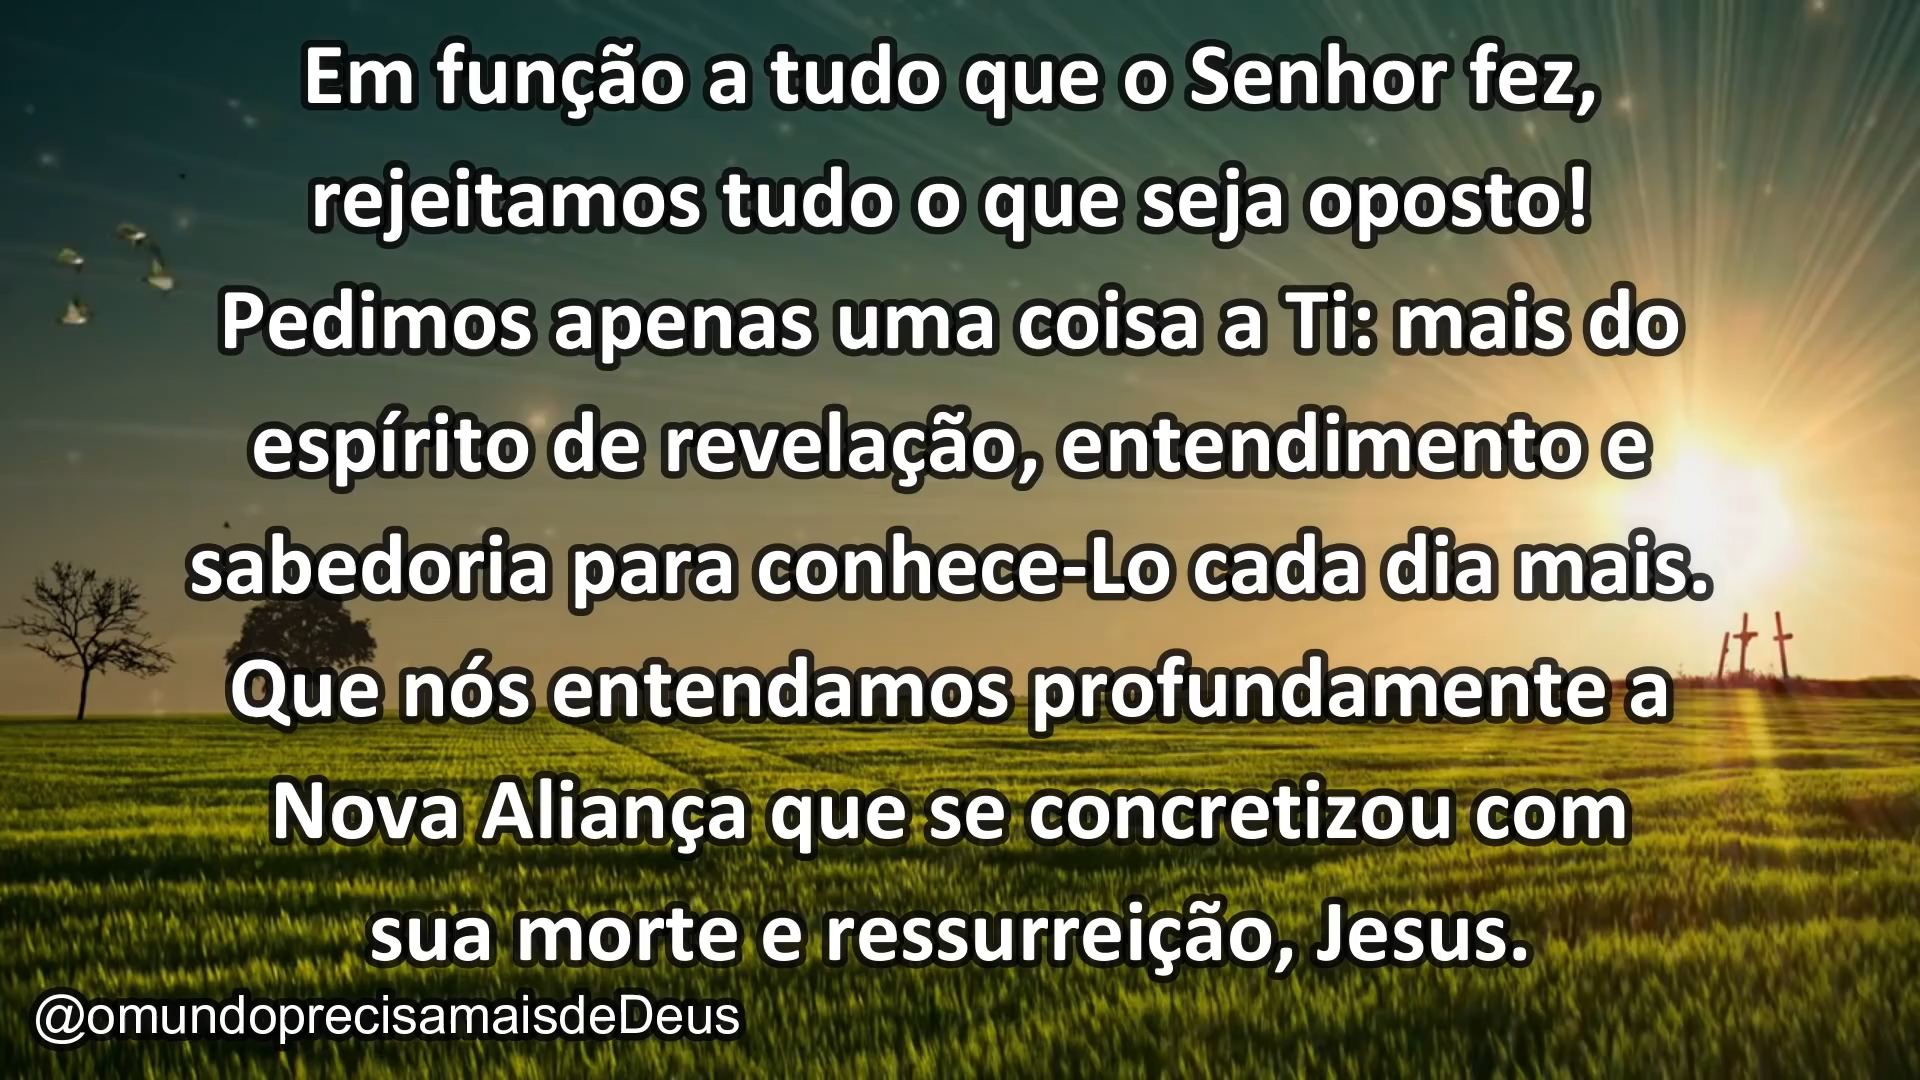 Em função a tudo que o Senhor fez,
rejeitamos tudo o que seja oposto!
Pedimos apenas uma coisa a Ti: mais do
espírito de revelação, entendimento e
sabedoria para conhece-Lo cada dia mais.
Que nós entendamos profundamente a
Nova Aliança que se concretizou com
sua morte e ressurreição, Jesus.
@omundoprecisamaisdeDeus